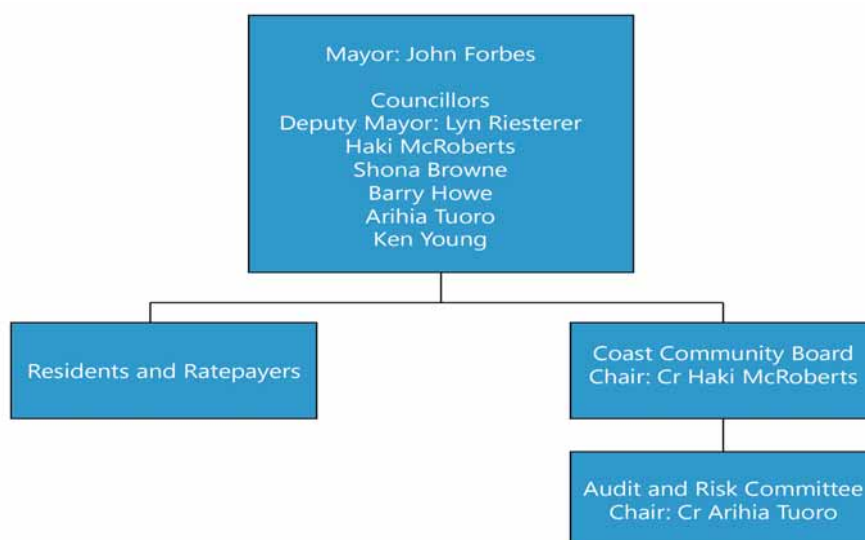 Mayor: John Forbes
Councillors
Deputy Mayor: Lyn Riesterer
Haki McRoberts
Shona Browne
Barry Howe
Arihia Tuoro
Ken Young
Residents and Ratepayers
Coast Community Board
Chair: Cr Haki McRoberts
Audit and Risk Committee
Chair: Cr Arihia Tuoro